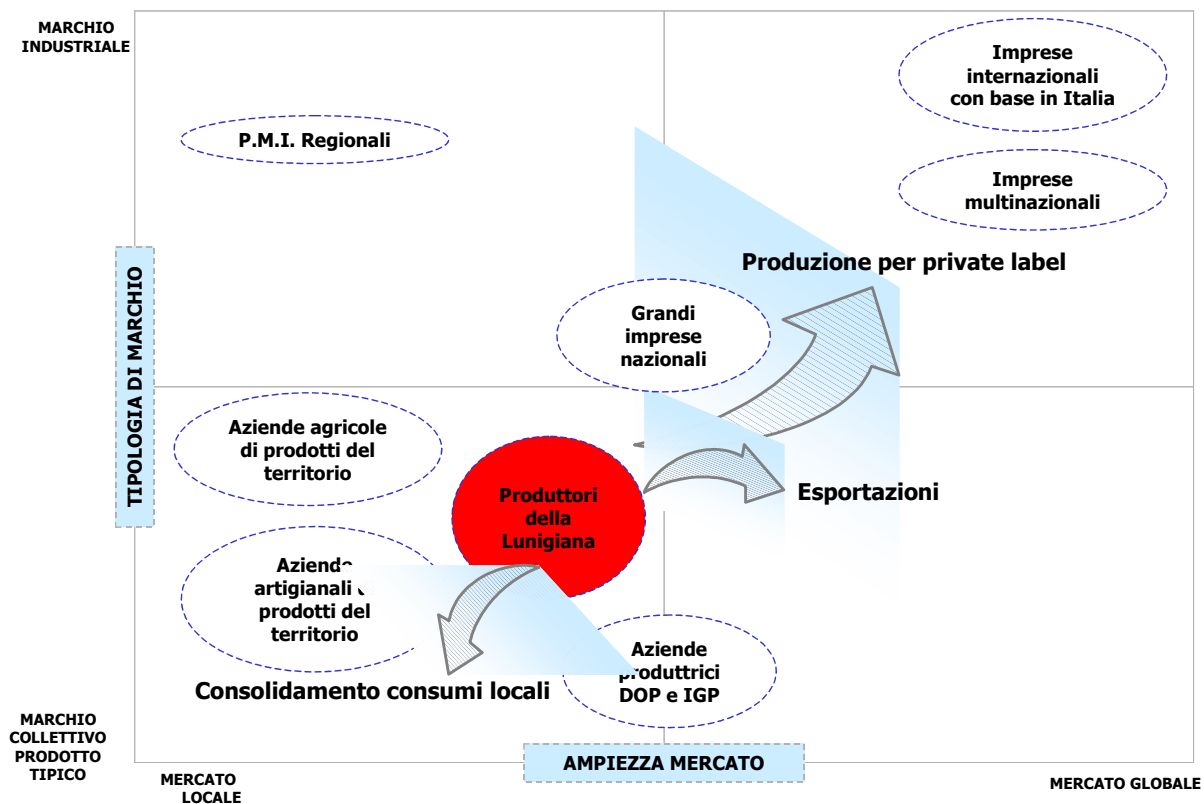 MARCHIO
INDUSTRIALE
Imprese
internazionali
con base in Italia
P.M.I. Regionali
Imprese
multinazionali
Produzione per private label
TIPOLOGIA DI MARCHIO
Grandi
imprese
nazionali
Aziende agricole
di prodotti del
territorio
Produttori
della
Lunigiana
Esportazioni
Aziende
artigianali
prodotti del
territorio
Aziende
produttrici
DOP e IGP
Consolidamento consumi locali
MARCHIO
COLLETTIVO
PRODOTTO
TIPICO
AMPIEZZA MERCATO
MERCATO
LOCALE
MERCATO GLOBALE